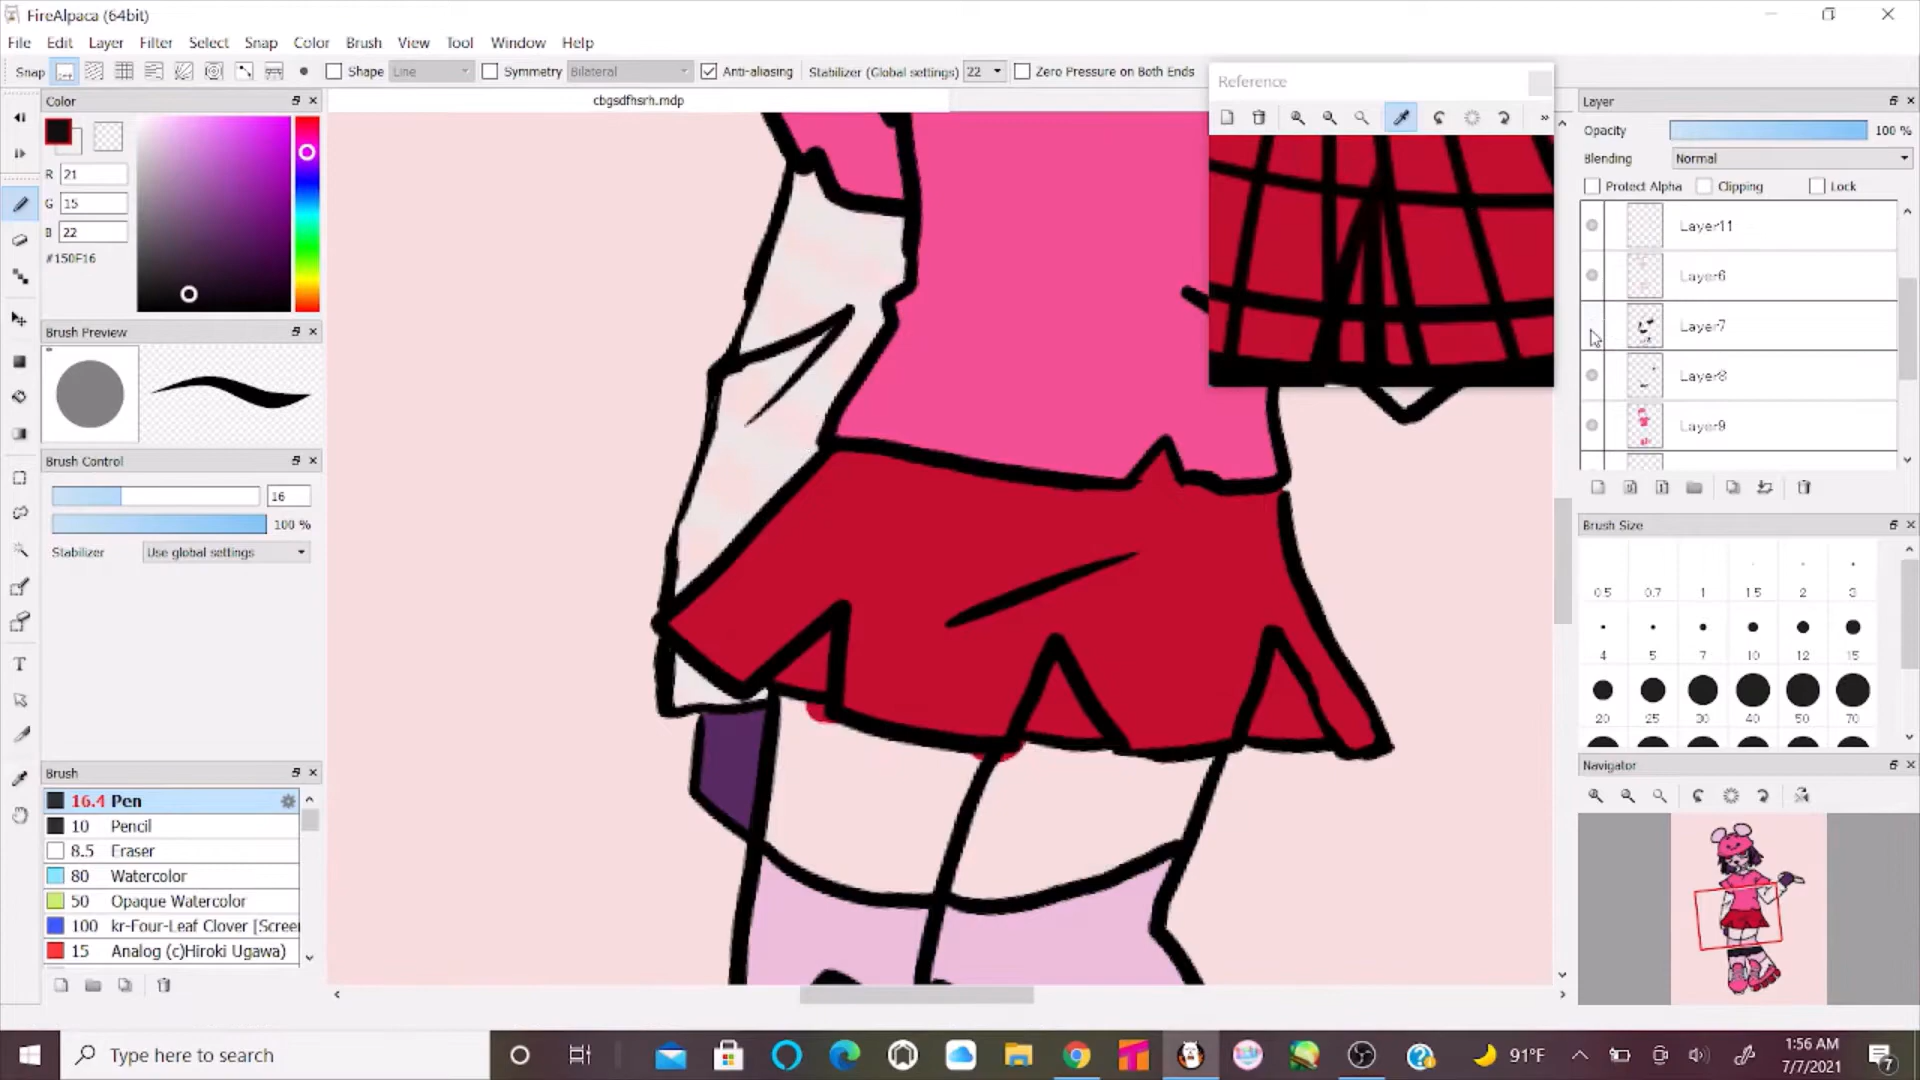 FireAlpaca (64bit)
File Edit Layer Filter Select Snap Color Brush View Tool Window Help
Snap Shape Line Symmetry Bilateral Anti-aliasing Stabilizer (Global settings) 22 Zero Pressure on Both Ends
Color
cbgsdfhsrh.mdp
Reference
Layer
Opacity 100 %
Blending Normal
Protect Alpha Clipping Lock
R 21
G 15
B 22
#150F16
Layer11
Layer6
Layer7
Layer8
Layer9
Brush Preview
Brush Control
16
100 %
Stabilizer Use global settings
Brush Size
0.5 0.7 1 1.5 2 3
4 5 7 10 12 15
20 25 30 40 50 70
Navigator
Brush
16.4 Pen
10 Pencil
8.5 Eraser
80 Watercolor
50 Opaque Watercolor
100 kr-Four-Leaf Clover [Screen
15 Analog (c)Hiroki Ugawa)
T
Type here to search
91°F
1:56 AM
7/7/2021
7